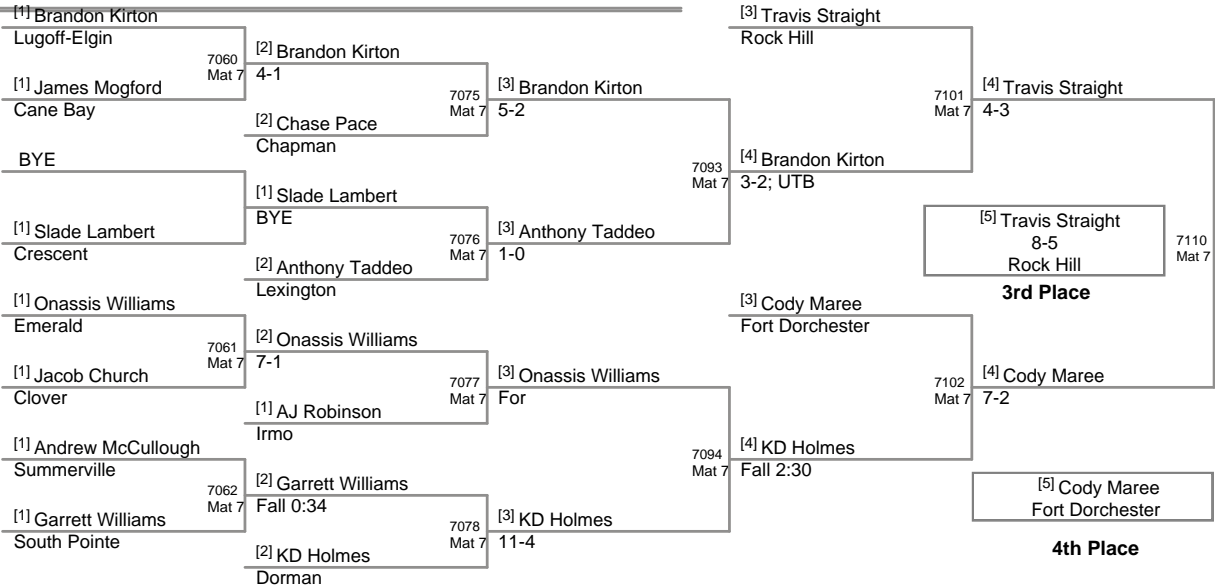 [1] Brandon Kirton
Lugoff-Elgin
7060
Mat 7
[1] James Mogford
Cane Bay
BYE
[1] Slade Lambert
Crescent
[1] Onassis Williams
Emerald
7061
Mat 7
[1] Jacob Church
Clover
[1] Andrew McCullough
Summerville
7062
Mat 7
[1] Garrett Williams
South Pointe
[2] Brandon Kirton
4-1
7075
Mat 7
[2] Chase Pace
Chapman
[1] Slade Lambert
BYE
7076
Mat 7
[2] Anthony Taddeo
Lexington
[2] Onassis Williams
7-1
7077
Mat 7
[1] AJ Robinson
Irmo
[2] Garrett Williams
Fall 0:34
7078
Mat 7
[2] KD Holmes
Dorman
[3] Brandon Kirton
5-2
7093
Mat 7
[3] Anthony Taddeo
1-0
[3] Onassis Williams
For
7094
Mat 7
[3] KD Holmes
11-4
[3] Travis Straight
Rock Hill
7101
Mat 7
[4] Brandon Kirton
3-2; UTB
[3] Cody Maree
Fort Dorchester
7102
Mat 7
[4] KD Holmes
Fall 2:30
[4] Travis Straight
4-3
7110
Mat 7
[4] Cody Maree
7-2
[5] Travis Straight
8-5
Rock Hill
3rd Place
[5] Cody Maree
Fort Dorchester
4th Place